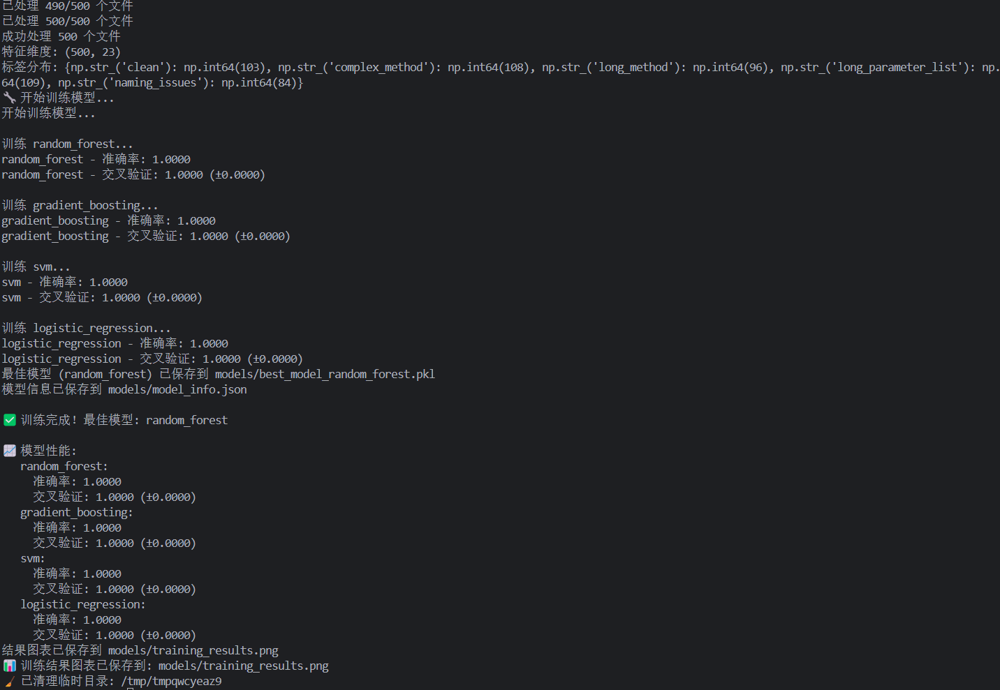 已处理 490/500 个文件
已处理 500/500 个文件
成功处理 500 个文件
特征维度: (500, 23)
标签分布: {np.str_('clean'): np.int64(103), np.str_('complex_method'): np.int64(108), np.str_('long_method'): np.int64(96), np.str_('long_parameter_list'): np.
64(109), np.str_('naming_issues'): np.int64(84)}
🔧 开始训练模型...
开始训练模型...
训练 random_forest...
random_forest - 准确率: 1.0000
random_forest - 交叉验证: 1.0000 (±0.0000)
训练 gradient_boosting...
gradient_boosting - 准确率: 1.0000
gradient_boosting - 交叉验证: 1.0000 (±0.0000)
训练 svm...
svm - 准确率: 1.0000
svm - 交叉验证: 1.0000 (±0.0000)
训练 logistic_regression...
logistic_regression - 准确率: 1.0000
logistic_regression - 交叉验证: 1.0000 (±0.0000)
最佳模型 (random_forest) 已保存到 models/best_model_random_forest.pkl
模型信息已保存到 models/model_info.json
✅ 训练完成! 最佳模型: random_forest
📈 模型性能:
random_forest:
准确率: 1.0000
交叉验证: 1.0000 (±0.0000)
gradient_boosting:
准确率: 1.0000
交叉验证: 1.0000 (±0.0000)
svm:
准确率: 1.0000
交叉验证: 1.0000 (±0.0000)
logistic_regression:
准确率: 1.0000
交叉验证: 1.0000 (±0.0000)
结果图表已保存到 models/training_results.png
📊 训练结果图表已保存到: models/training_results.png
🧹 已清理临时目录: /tmp/tmpqwcyeaz9